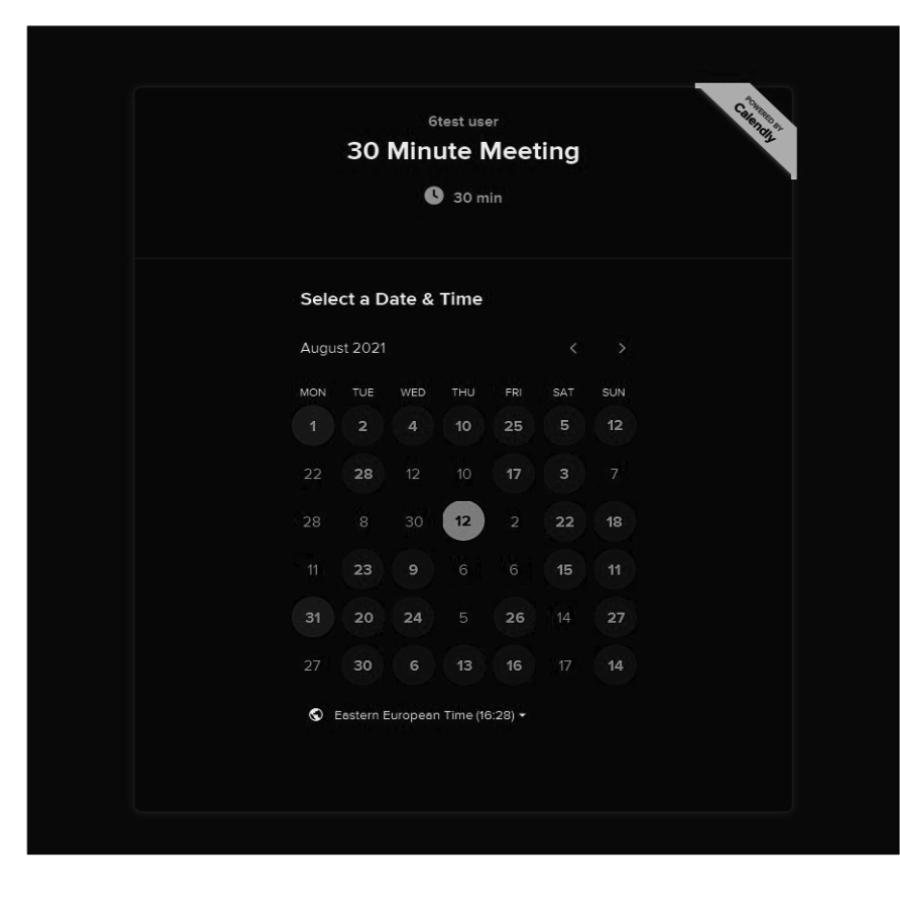 POWERED BY
Calendly
6test user
30 Minute Meeting
30 min
Select a Date & Time
August 2021
MON TUE WED THU FRI SAT SUN
1 2 4 10 25 5 12
22 28 12 10 17 3 7
28 8 30 12 2 22 18
11 23 9 6 6 15 11
31 20 24 5 26 14 27
27 30 6 13 16 17 14
Eastern European Time (16:28)